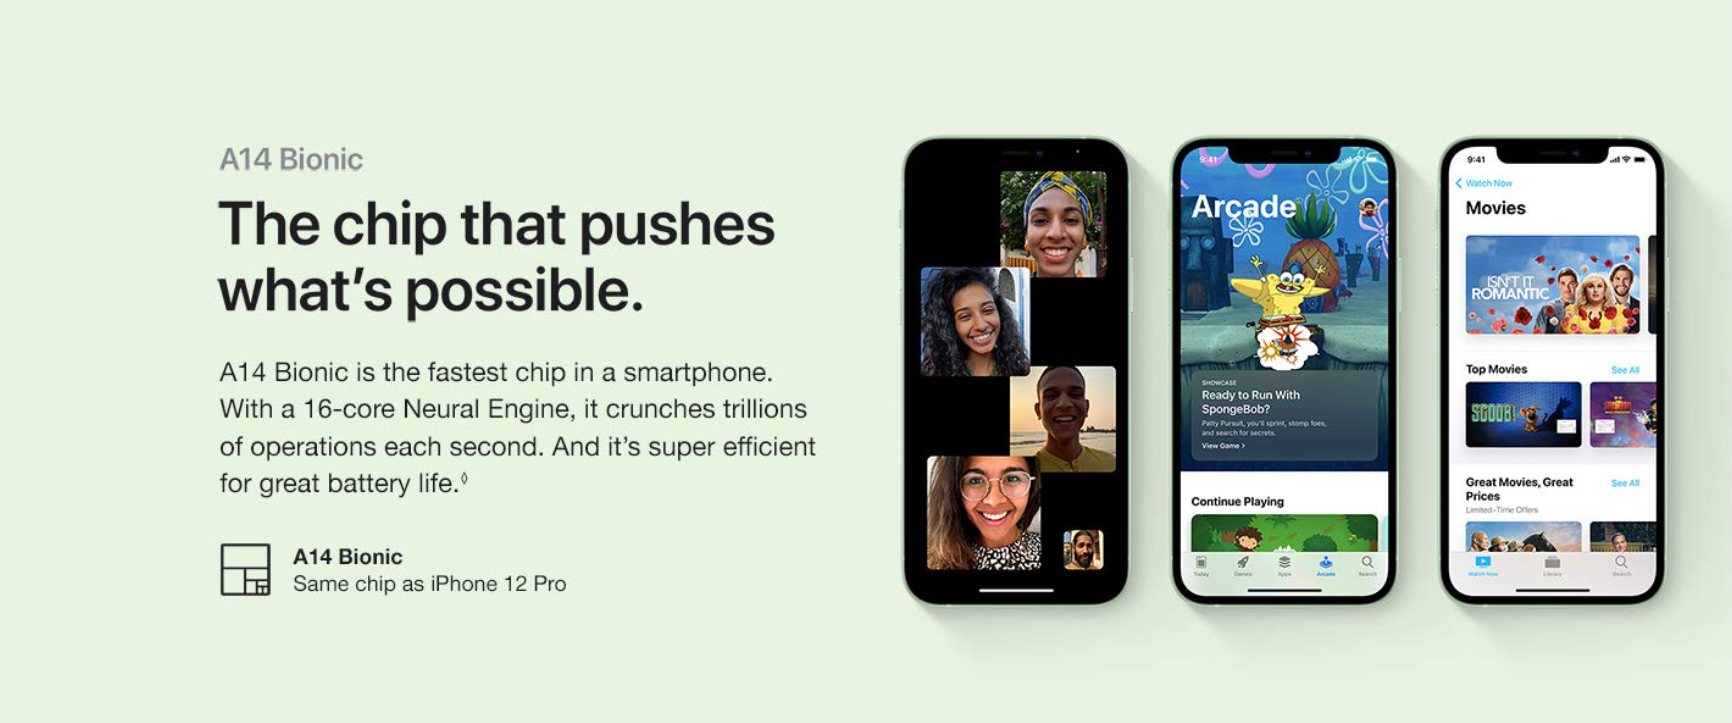 A14 Bionic
The chip that pushes
what's possible.
A14 Bionic is the fastest chip in a smartphone.
With a 16-core Neural Engine, it crunches trillions
of operations each second. And it's super efficient
for great battery life.◊
A14 Bionic
Same chip as iPhone 12 Pro
9:41
Arcade
SHOWCASE
Ready to Run With
SpongeBob?
Patty Pursuit, you'll sprint, stomp foes,
and search for secrets.
View Game >
Continue Playing
Today
Games
Apps
Arcade
Search
9:41
Watch Now
Movies
ISN'T IT
ROMANTIC
Top Movies
See All
SCOOB!
Great Movies, Great
Prices
See All
Limited-Time Offers
Watch Now
Library
Search